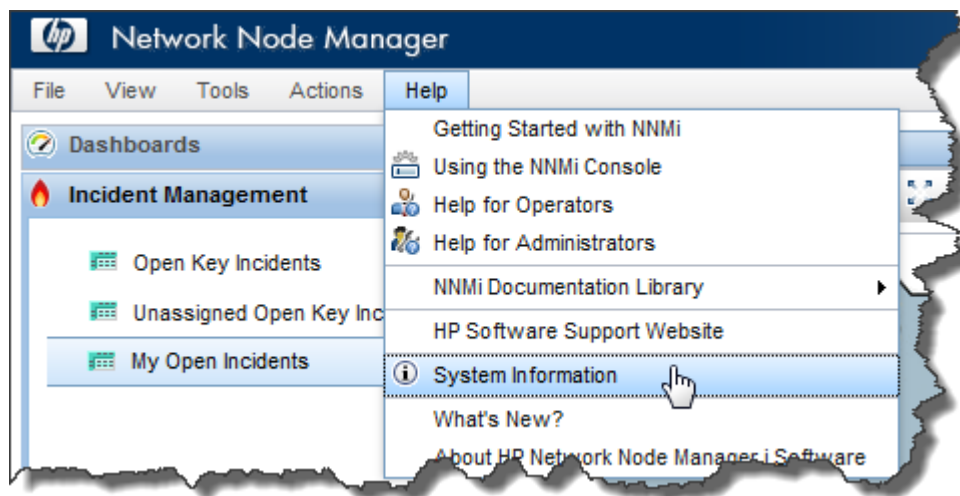 hp Network Node Manager
File View Tools Actions Help
Dashboards
Incident Management
Open Key Incidents
Unassigned Open Key Inc
My Open Incidents
Getting Started with NNMi
Using the NNMi Console
Help for Operators
Help for Administrators
NNMi Documentation Library
HP Software Support Website
System Information
What's New?
About HP Network Node Manager i Software